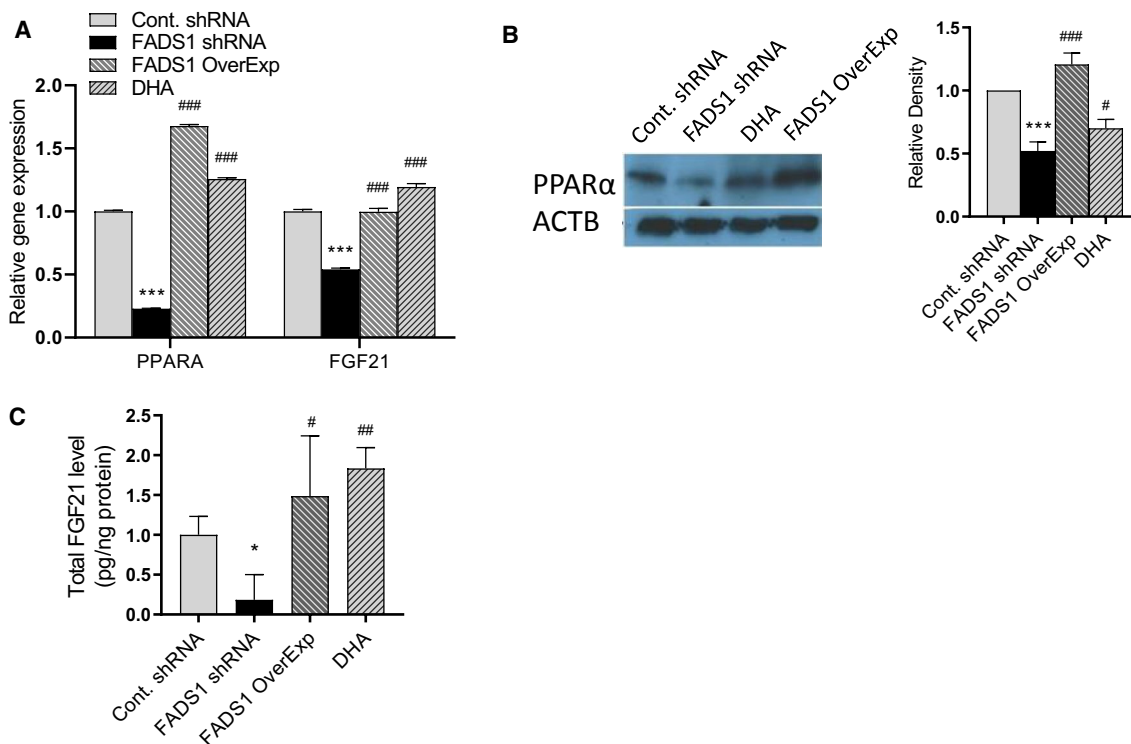 A
Cont. shRNA
FADS1 shRNA
FADS1 OverExp
DHA
Relative gene expression
2.0
1.5
1.0
0.5
0.0
***
###
###
***
###
###
PPARA
FGF21
B
Cont. shRNA
FADS1 shRNA
DHA
FADS1 OverExp
PPARα
ACTB
Relative Density
1.5
1.0
0.5
0.0
***
###
#
Cont. shRNA
FADS1 shRNA
FADS1 OverExp
DHA
C
Total FGF21 level
(pg/ng protein)
2.5
2.0
1.5
1.0
0.5
0.0
*
#
##
Cont. shRNA
FADS1 shRNA
FADS1 OverExp
DHA